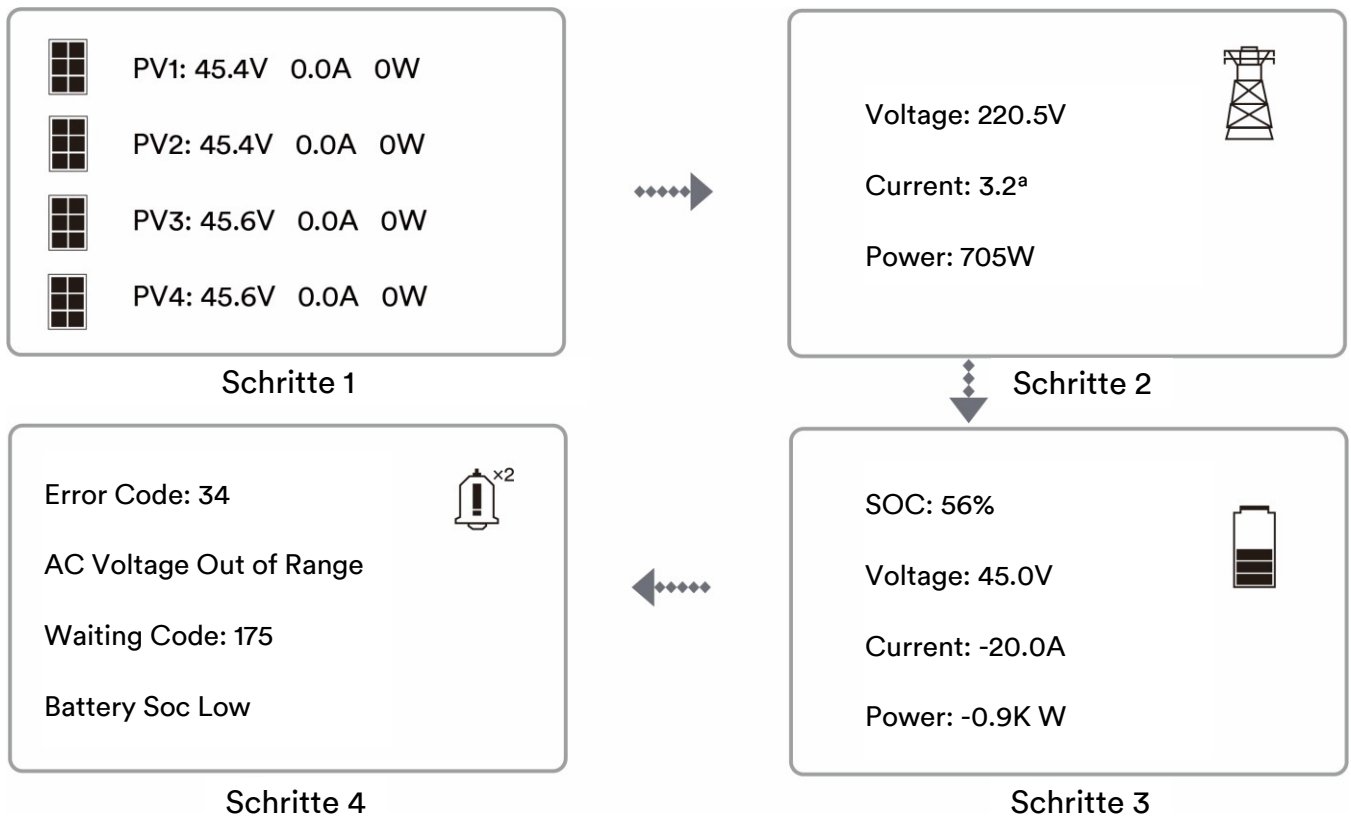 PV1: 45.4V 0.0A 0W
PV2: 45.4V 0.0A 0W
PV3: 45.6V 0.0A 0W
PV4: 45.6V 0.0A 0W
Schritte 1
Voltage: 220.5V
Current: 3.2ª
Power: 705W
Schritte 2
SOC: 56%
Voltage: 45.0V
Current: -20.0A
Power: -0.9K W
Schritte 3
Error Code: 34
×2
AC Voltage Out of Range
Waiting Code: 175
Battery Soc Low
Schritte 4